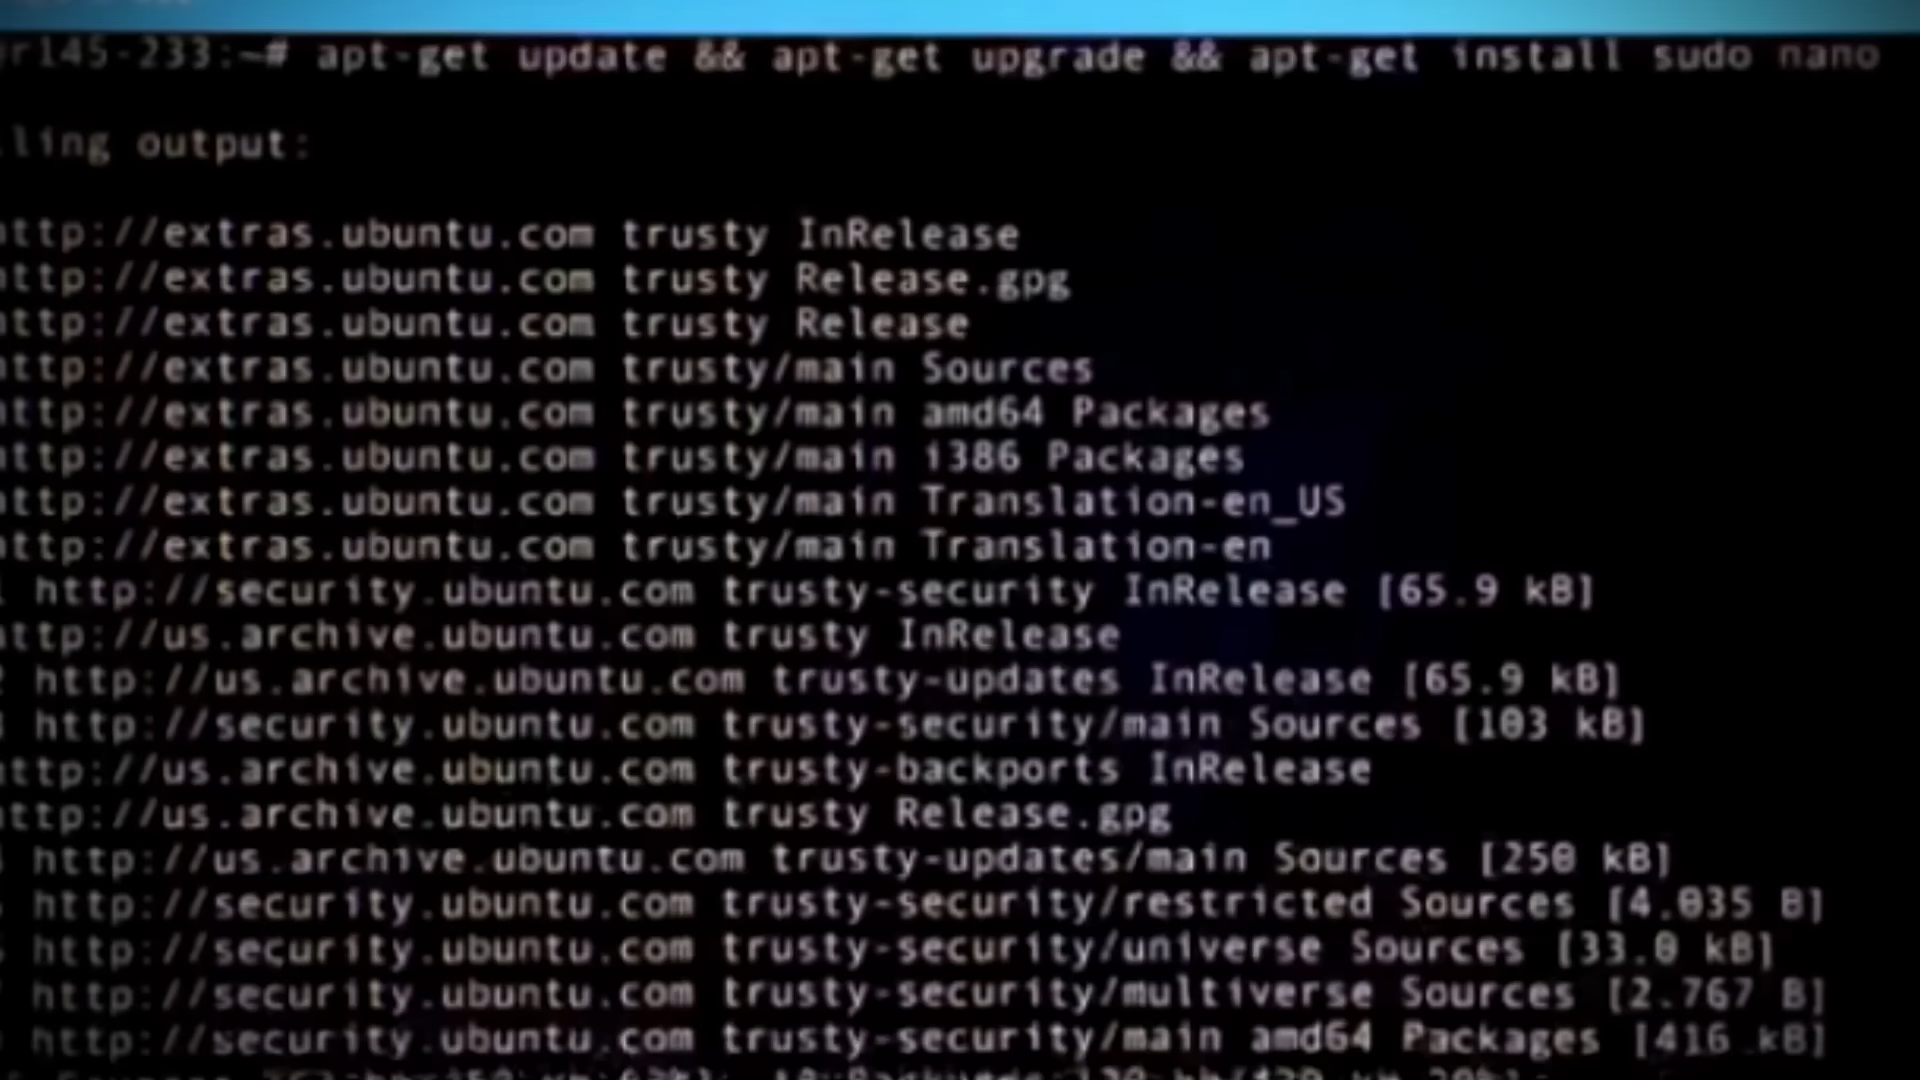 r145-233:~# apt-get update && apt-get upgrade && apt-get install sudo nano
ling output:
ttp://extras.ubuntu.com trusty InRelease
ttp://extras.ubuntu.com trusty Release.gpg
ttp://extras.ubuntu.com trusty Release
ttp://extras.ubuntu.com trusty/main Sources
ttp://extras.ubuntu.com trusty/main amd64 Packages
ttp://extras.ubuntu.com trusty/main i386 Packages
ttp://extras.ubuntu.com trusty/main Translation-en_US
ttp://extras.ubuntu.com trusty/main Translation-en
http://security.ubuntu.com trusty-security InRelease [65.9 kB]
ttp://us.archive.ubuntu.com trusty InRelease
http://us.archive.ubuntu.com trusty-updates InRelease [65.9 kB]
http://security.ubuntu.com trusty-security/main Sources [103 kB]
ttp://us.archive.ubuntu.com trusty-backports InRelease
ttp://us.archive.ubuntu.com trusty Release.gpg
http://us.archive.ubuntu.com trusty-updates/main Sources [250 kB]
http://security.ubuntu.com trusty-security/restricted Sources [4.035 B]
http://security.ubuntu.com trusty-security/universe Sources [33.0 kB]
http://security.ubuntu.com trusty-security/multiverse Sources [2.767 B]
http://security.ubuntu.com trusty-security/main amd64 Packages [416 kB]